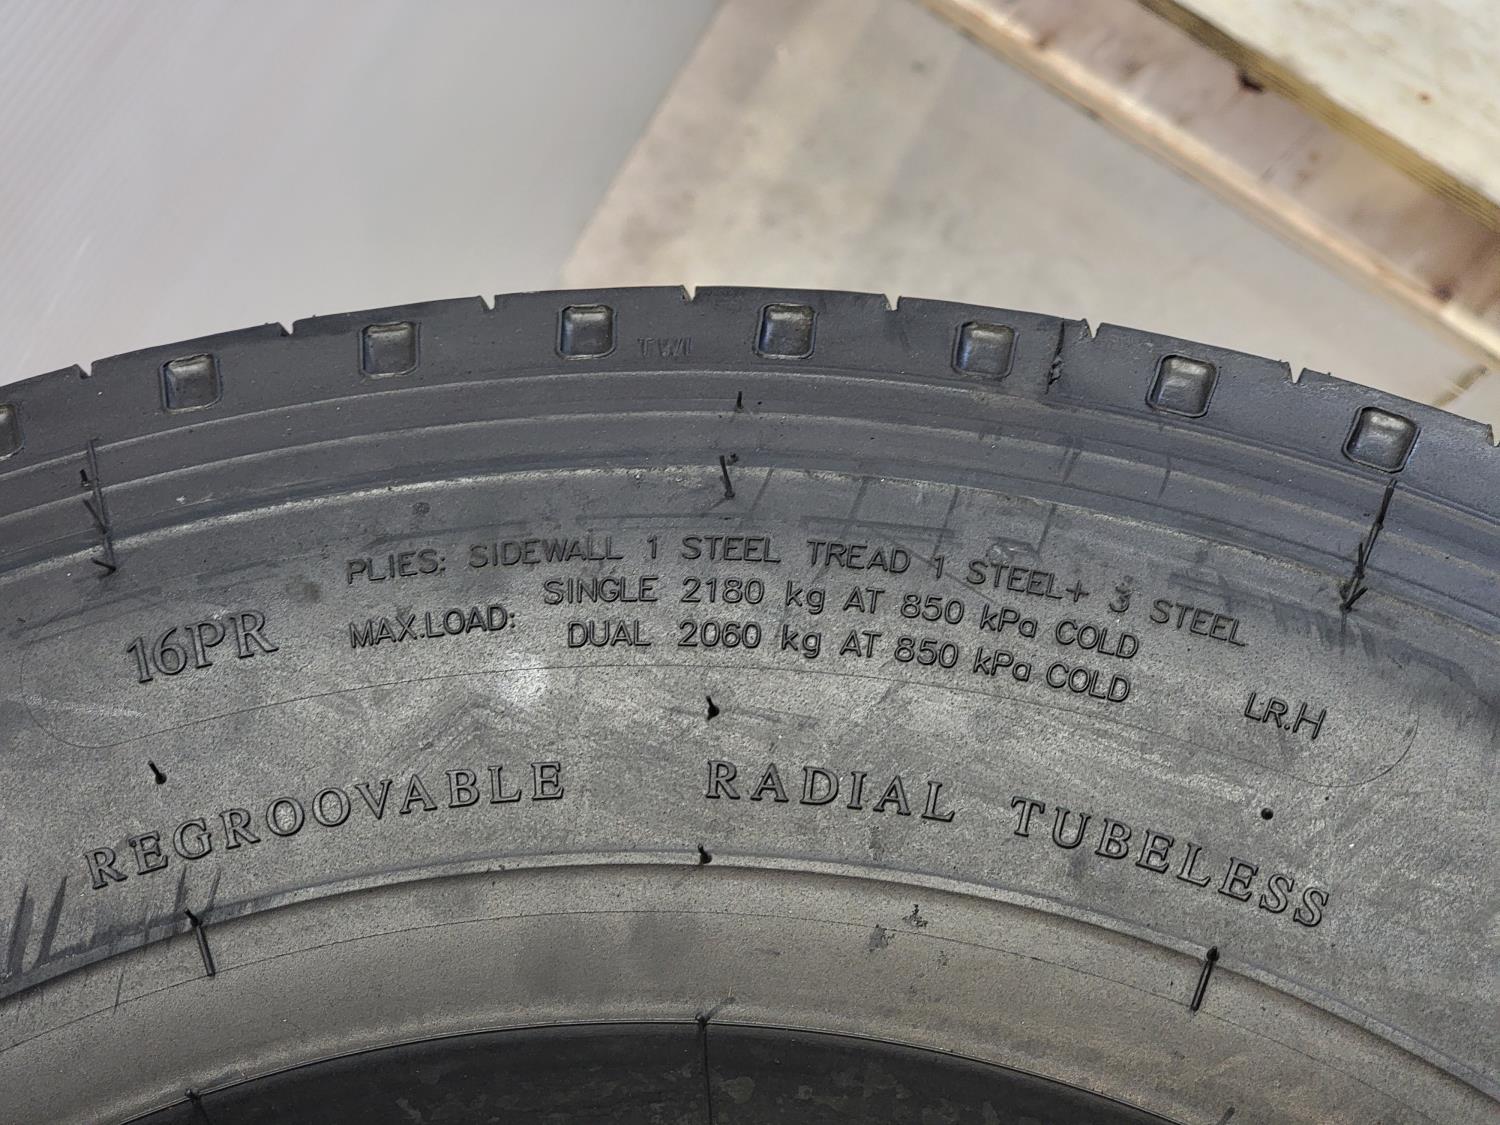 TWI
PLIES: SIDEWALL 1 STEEL TREAD 1 STEEL+ 3 STEEL
16PR
MAX.LOAD:
SINGLE 2180 kg AT 850 kPa COLD
DUAL 2060 kg AT 850 kPa COLD
LR.H
REGROOVABLE RADIAL TUBELESS